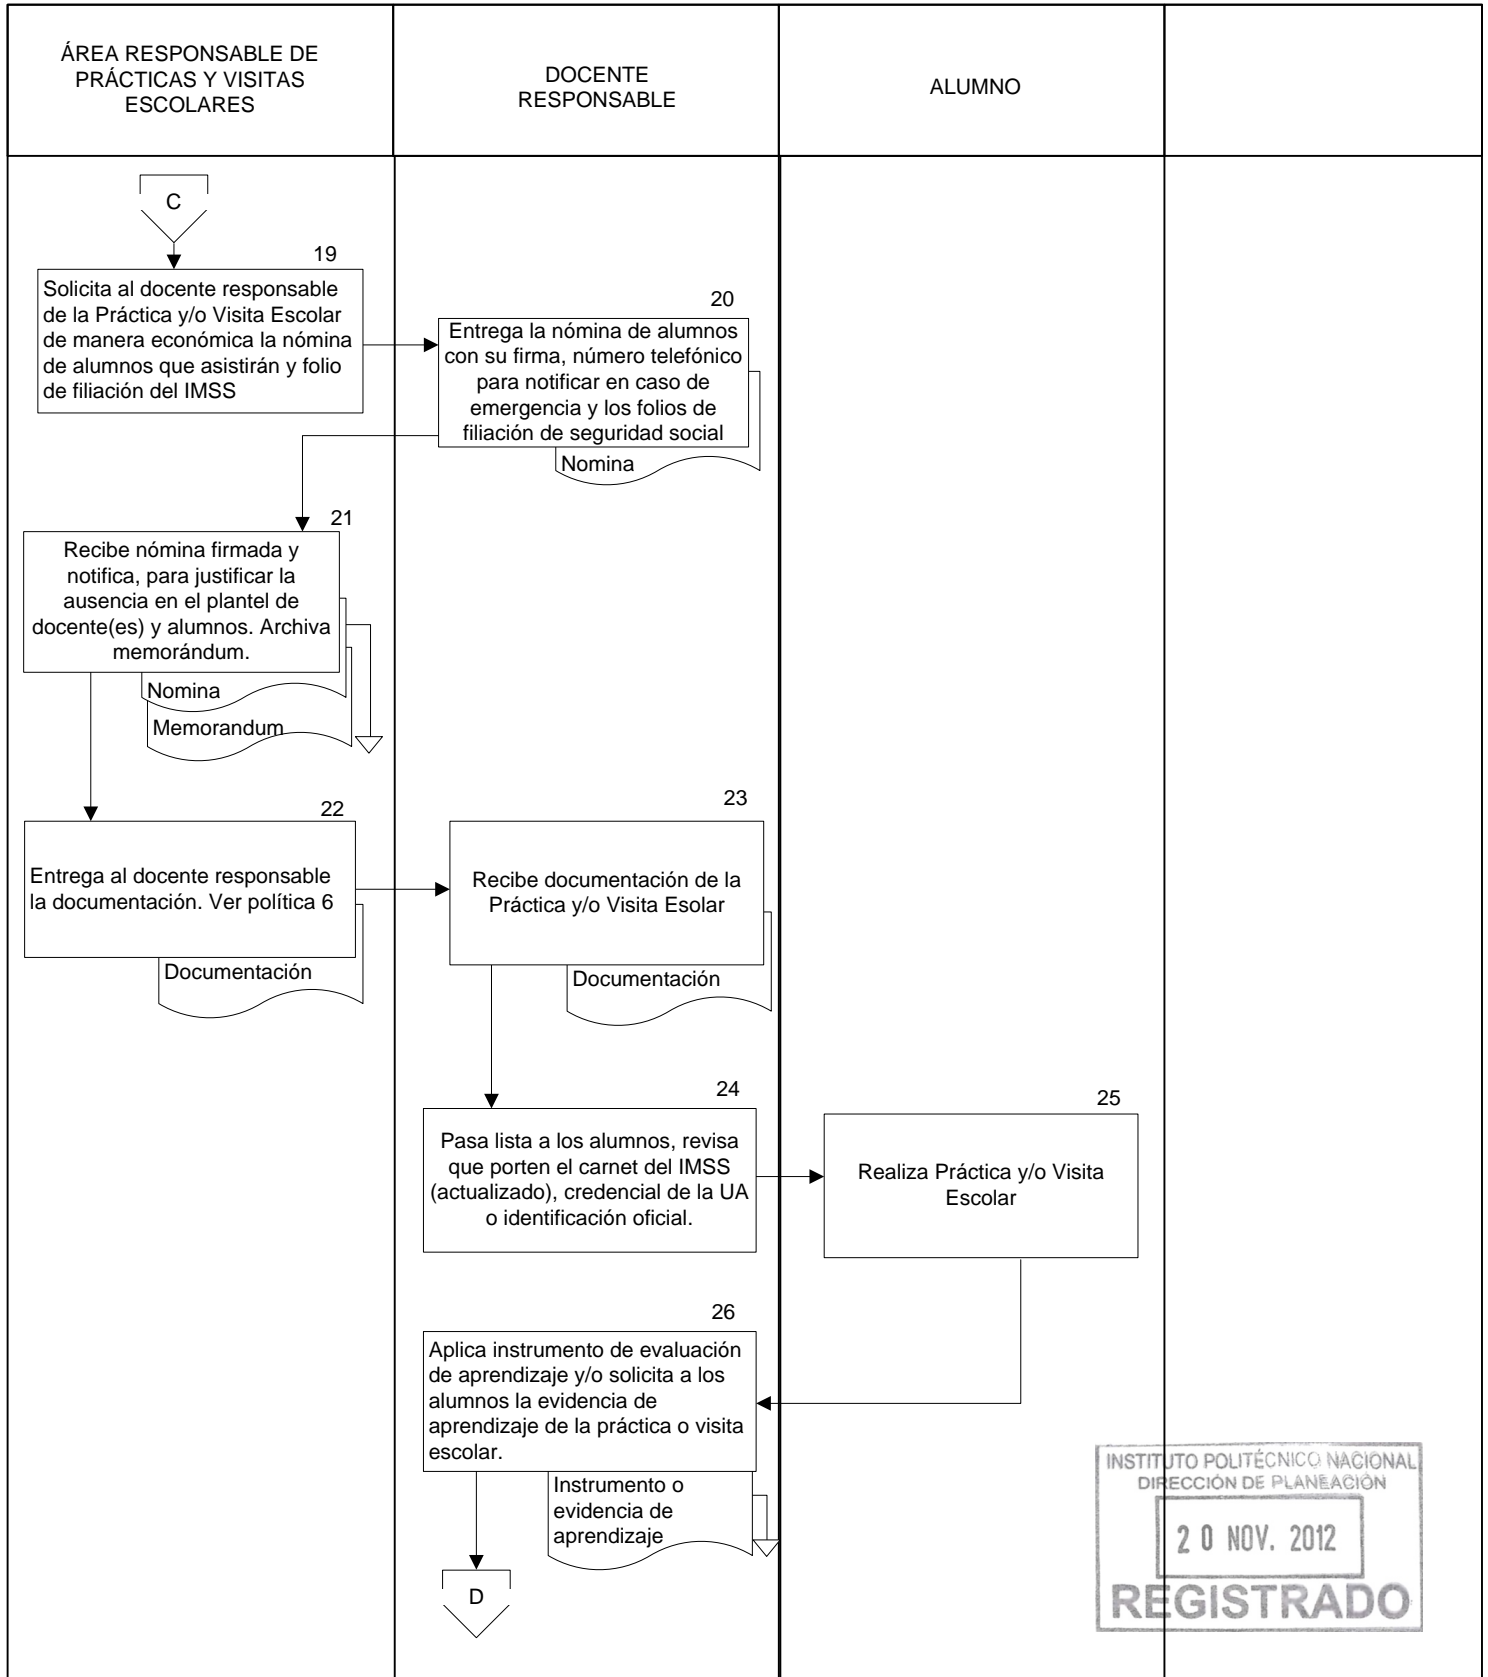 ÁREA RESPONSABLE DE
PRÁCTICAS Y VISITAS
ESCOLARES
DOCENTE
RESPONSABLE
ALUMNO
C
19
Solicita al docente responsable
de la Práctica y/o Visita Escolar
de manera económica la nómina
de alumnos que asistirán y folio
de filiación del IMSS
20
Entrega la nómina de alumnos
con su firma, número telefónico
para notificar en caso de
emergencia y los folios de
filiación de seguridad social
Nomina
21
Recibe nómina firmada y
notifica, para justificar la
ausencia en el plantel de
docente(es) y alumnos. Archiva
memorándum.
Nomina
Memorandum
22
Entrega al docente responsable
la documentación. Ver política 6
Documentación
23
Recibe documentación de la
Práctica y/o Visita Esolar
Documentación
24
Pasa lista a los alumnos, revisa
que porten el carnet del IMSS
(actualizado), credencial de la UA
o identificación oficial.
25
Realiza Práctica y/o Visita
Escolar
26
Aplica instrumento de evaluación
de aprendizaje y/o solicita a los
alumnos la evidencia de
aprendizaje de la práctica o visita
escolar.
Instrumento o
evidencia de
aprendizaje
D
INSTITUTO POLITÉCNICO NACIONAL
DIRECCIÓN DE PLANEACIÓN
20 NOV. 2012
REGISTRADO